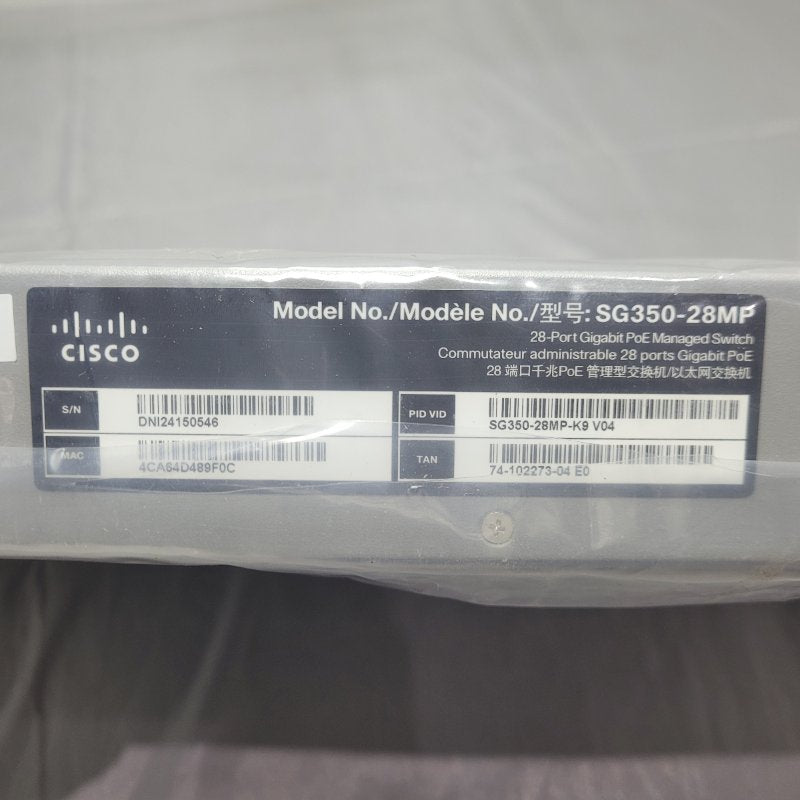 CISCO
Model No./Modèle No./型号: SG350-28MP
28-Port Gigabit PoE Managed Switch
Commutateur administrable 28 ports Gigabit PoE
28 端口千兆PoE 管理型交换机/以太网交换机
S/N
DNI24150546
PID VID
SG350-28MP-K9 V04
MAC
4CA64D489F0C
TAN
74-102273-04 E0